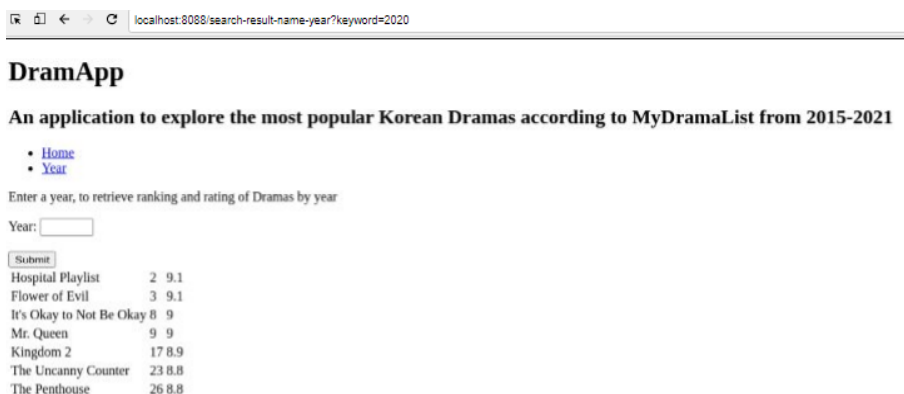 localhost:8088/search-result-name-year?keyword=2020
DramApp
An application to explore the most popular Korean Dramas according to MyDramaList from 2015-2021
• Home
• Year
Enter a year, to retrieve ranking and rating of Dramas by year
Year:
Submit
Hospital Playlist 2 9.1
Flower of Evil 3 9.1
It's Okay to Not Be Okay 8 9
Mr. Queen 9 9
Kingdom 2 17 8.9
The Uncanny Counter 23 8.8
The Penthouse 26 8.8